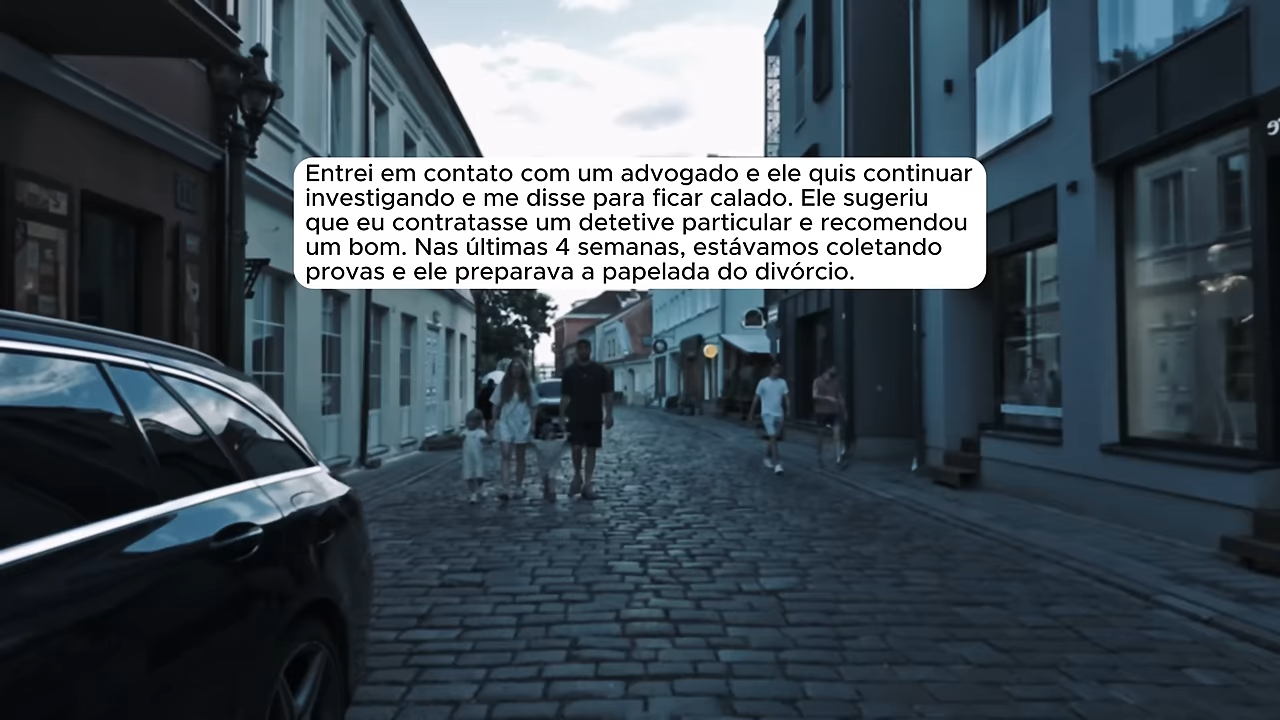 Entrei em contato com um advogado e ele quis continuar
investigando e me disse para ficar calado. Ele sugeriu
que eu contratasse um detetive particular e recomendou
um bom. Nas últimas 4 semanas, estávamos coletando
provas e ele preparava a papelada do divórcio.